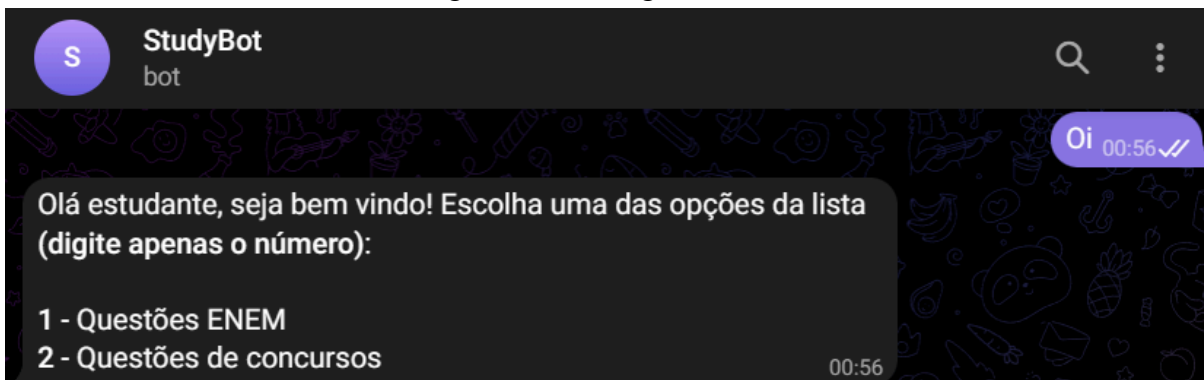 S
StudyBot
bot
Oi 00:56
Olá estudante, seja bem vindo! Escolha uma das opções da lista
(digite apenas o número):
1 - Questões ENEM
2 - Questões de concursos
00:56